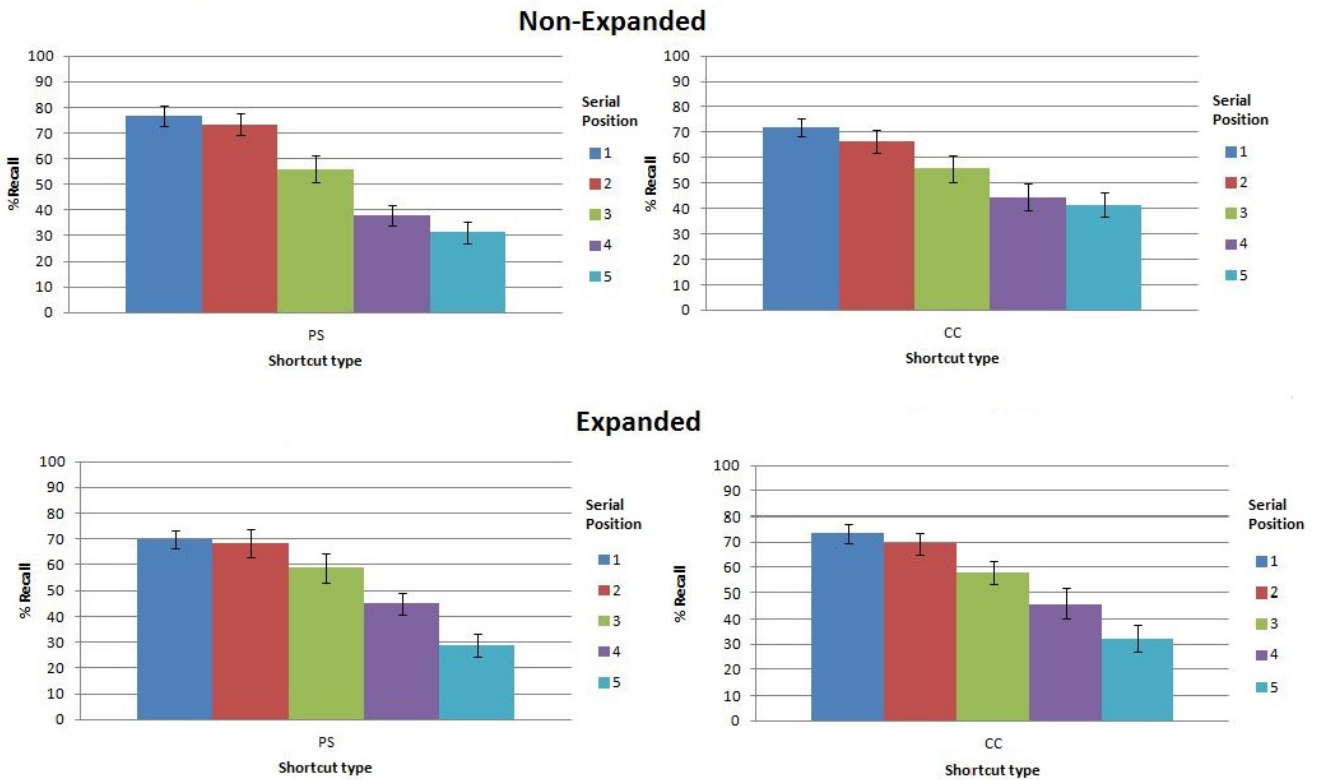 Non-Expanded
100
90
80
70
60
50
40
30
20
10
0
%Recall
PS
Shortcut type
Serial
Position
1
2
3
4
5
100
90
80
70
60
50
40
30
20
10
0
% Recall
CC
Shortcut type
Serial
Position
1
2
3
4
5
Expanded
100
90
80
70
60
50
40
30
20
10
0
% Recall
PS
Shortcut type
Serial
Position
1
2
3
4
5
100
90
80
70
60
50
40
30
20
10
0
% Recall
CC
Shortcut type
Serial
Position
1
2
3
4
5